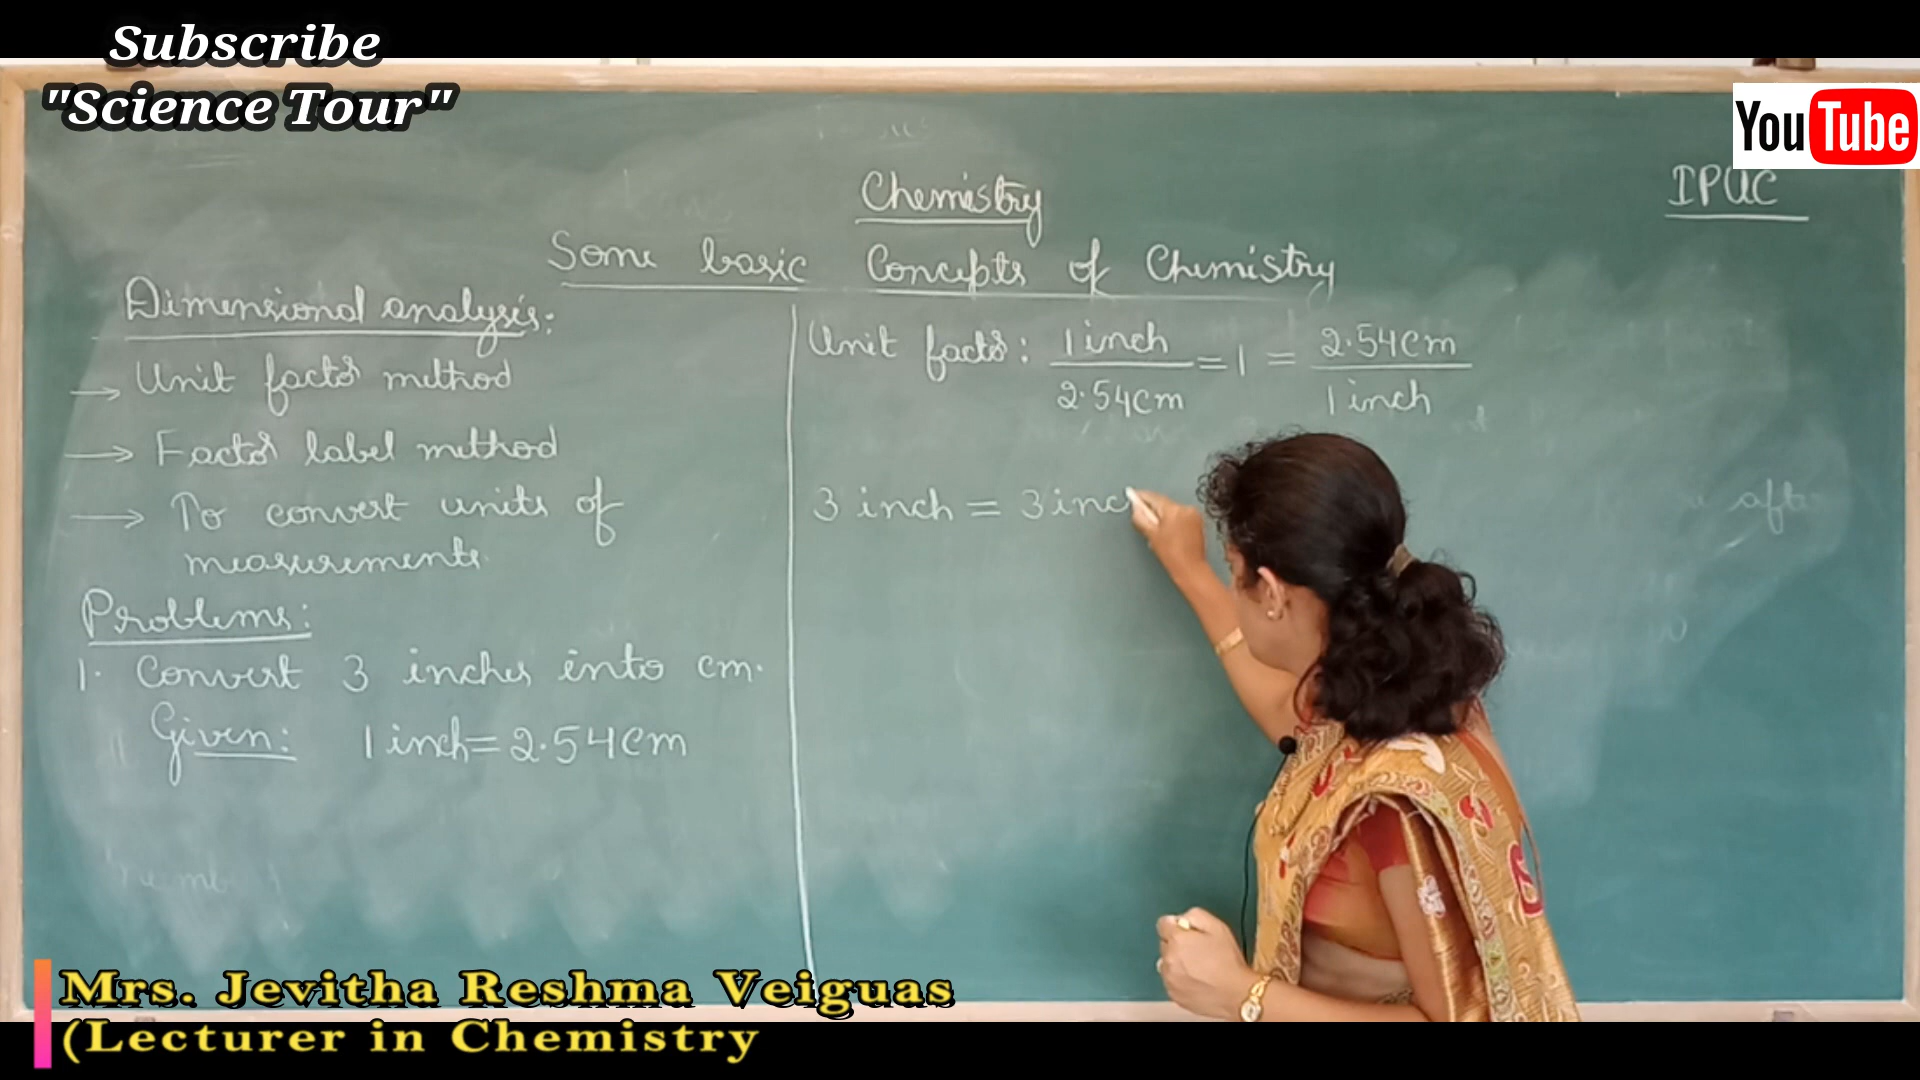 Subscribe
"Science Tour"
YouTube
Chemistry
IPUC
Some basic Concepts of Chemistry
Dimensional analysis:
→ Unit factor method
→ Factor label method
→ To convert units of
measurements.
Problems:
1. Convert 3 inches into cm.
Given: 1 inch = 2.54cm
Unit factor: 1 inch / 2.54cm = 1 = 2.54cm / 1 inch
3 inch = 3 inc
afte
Mrs. Jevitha Reshma Veiguas
(Lecturer in Chemistry